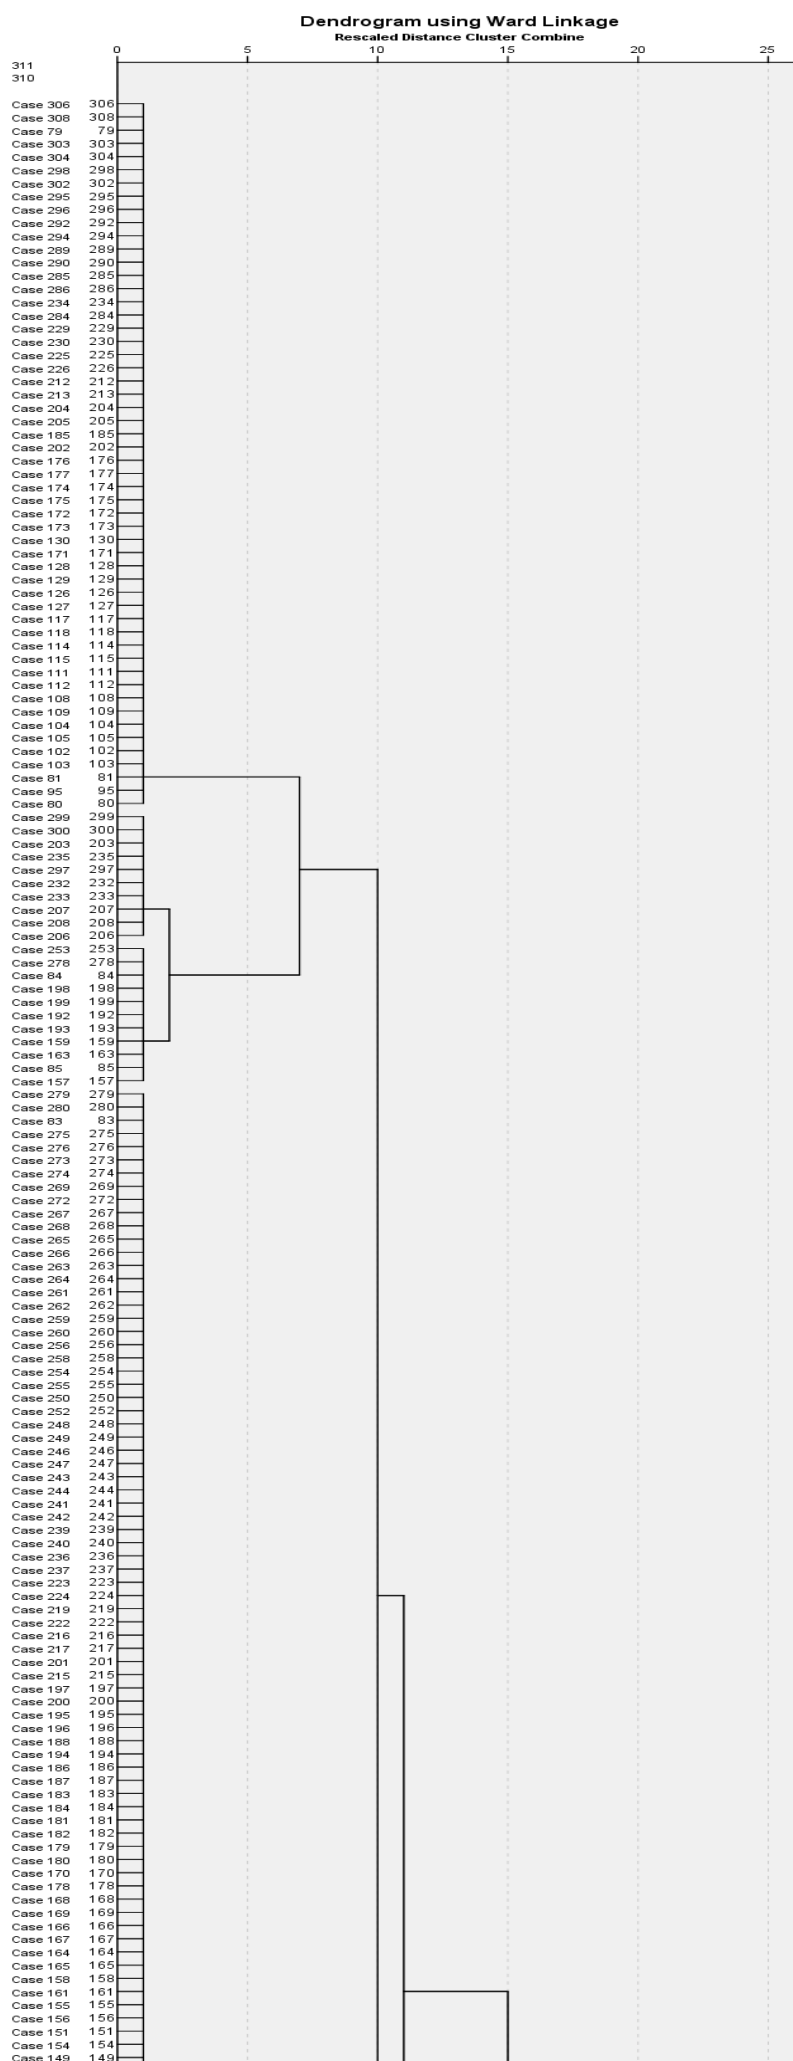 Dendrogram using Ward Linkage
Rescaled Distance Cluster Combine
0 5 10 15 20 25
311
310
Case 306 306
Case 308 308
Case 79 79
Case 303 303
Case 304 304
Case 298 298
Case 302 302
Case 295 295
Case 296 296
Case 292 292
Case 294 294
Case 289 289
Case 290 290
Case 285 285
Case 286 286
Case 234 234
Case 284 284
Case 229 229
Case 230 230
Case 225 225
Case 226 226
Case 212 212
Case 213 213
Case 204 204
Case 205 205
Case 185 185
Case 202 202
Case 176 176
Case 177 177
Case 174 174
Case 175 175
Case 172 172
Case 173 173
Case 130 130
Case 171 171
Case 128 128
Case 129 129
Case 126 126
Case 127 127
Case 117 117
Case 118 118
Case 114 114
Case 115 115
Case 111 111
Case 112 112
Case 108 108
Case 109 109
Case 104 104
Case 105 105
Case 102 102
Case 103 103
Case 81 81
Case 95 95
Case 80 80
Case 299 299
Case 300 300
Case 203 203
Case 235 235
Case 297 297
Case 232 232
Case 233 233
Case 207 207
Case 208 208
Case 206 206
Case 253 253
Case 278 278
Case 84 84
Case 198 198
Case 199 199
Case 192 192
Case 193 193
Case 159 159
Case 163 163
Case 85 85
Case 157 157
Case 279 279
Case 280 280
Case 83 83
Case 275 275
Case 276 276
Case 273 273
Case 274 274
Case 269 269
Case 272 272
Case 267 267
Case 268 268
Case 265 265
Case 266 266
Case 263 263
Case 264 264
Case 261 261
Case 262 262
Case 259 259
Case 260 260
Case 256 256
Case 258 258
Case 254 254
Case 255 255
Case 250 250
Case 252 252
Case 248 248
Case 249 249
Case 246 246
Case 247 247
Case 243 243
Case 244 244
Case 241 241
Case 242 242
Case 239 239
Case 240 240
Case 236 236
Case 237 237
Case 223 223
Case 224 224
Case 219 219
Case 222 222
Case 216 216
Case 217 217
Case 201 201
Case 215 215
Case 197 197
Case 200 200
Case 195 195
Case 196 196
Case 188 188
Case 194 194
Case 186 186
Case 187 187
Case 183 183
Case 184 184
Case 181 181
Case 182 182
Case 179 179
Case 180 180
Case 170 170
Case 178 178
Case 168 168
Case 169 169
Case 166 166
Case 167 167
Case 164 164
Case 165 165
Case 158 158
Case 161 161
Case 155 155
Case 156 156
Case 151 151
Case 154 154
Case 149 149